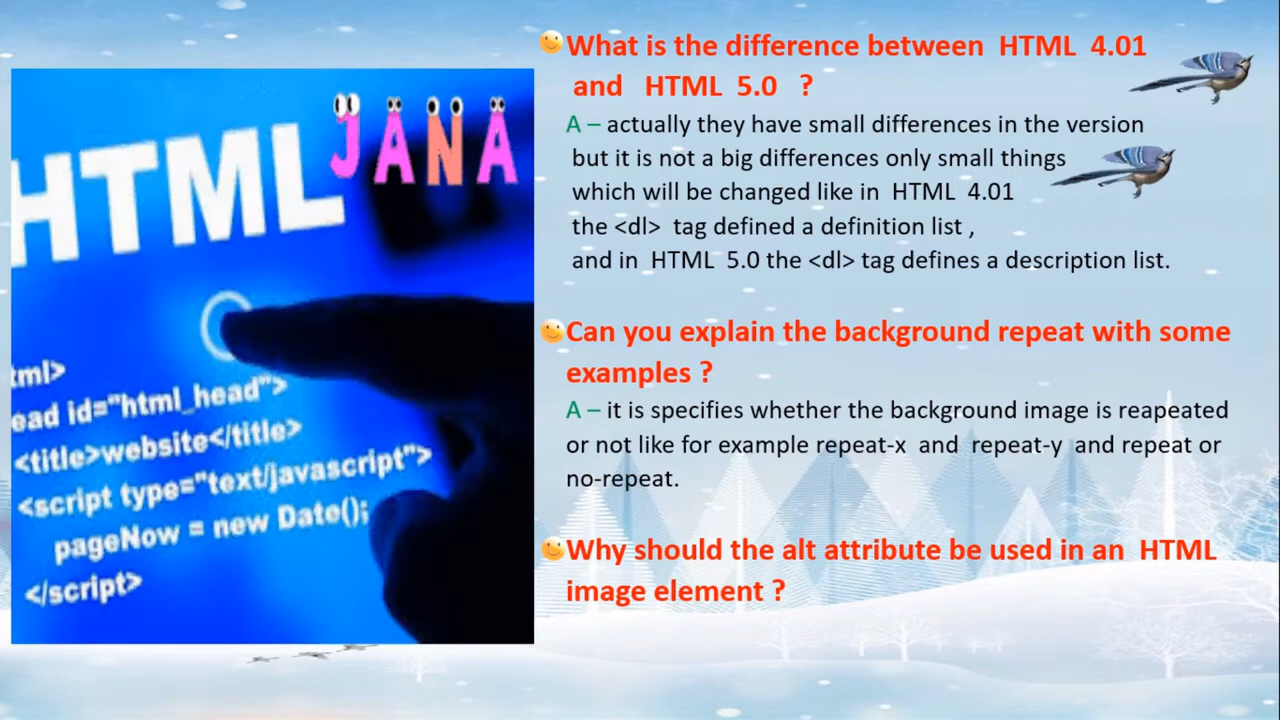 HTML
JANA
tml>
ead id="html_head">
<title>website</title>
<script type="text/javascript">
pageNow = new Date();
</script>
What is the difference between HTML 4.01
and HTML 5.0 ?
A – actually they have small differences in the version
but it is not a big differences only small things
which will be changed like in HTML 4.01
the <dl> tag defined a definition list ,
and in HTML 5.0 the <dl> tag defines a description list.
Can you explain the background repeat with some
examples ?
A – it is specifies whether the background image is reapeated
or not like for example repeat-x and repeat-y and repeat or
no-repeat.
Why should the alt attribute be used in an HTML
image element ?